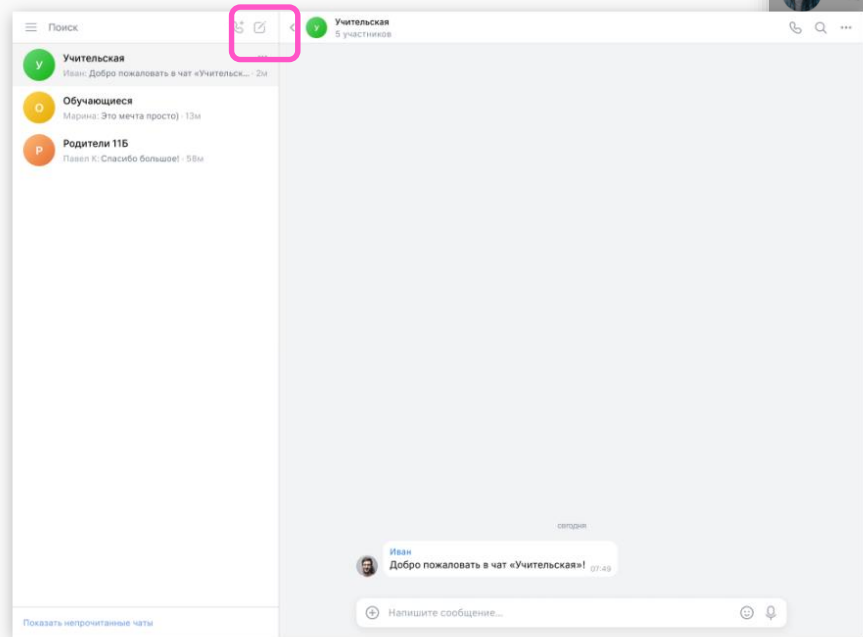 Поиск
Учительская
5 участников
У
Учительская
Иван: Добро пожаловать в чат «Учительск... · 2м
О
Обучающиеся
Марина: Это мечта просто) · 13м
Р
Родители 11Б
Павел К: Спасибо большое! · 58м
У
сегодня
Иван
Добро пожаловать в чат «Учительская»! 07:49
Напишите сообщение...
Показать непрочитанные чаты